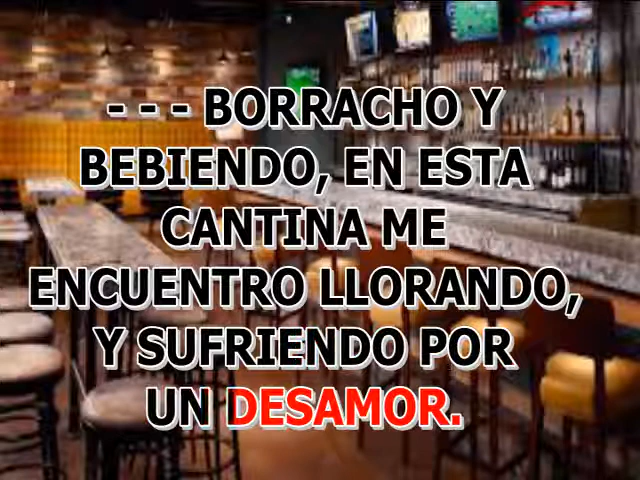 - - - BORRACHO Y
BEBIENDO, EN ESTA
CANTINA ME
ENCUENTRO LLORANDO,
Y SUFRIENDO POR
UN DESAMOR.